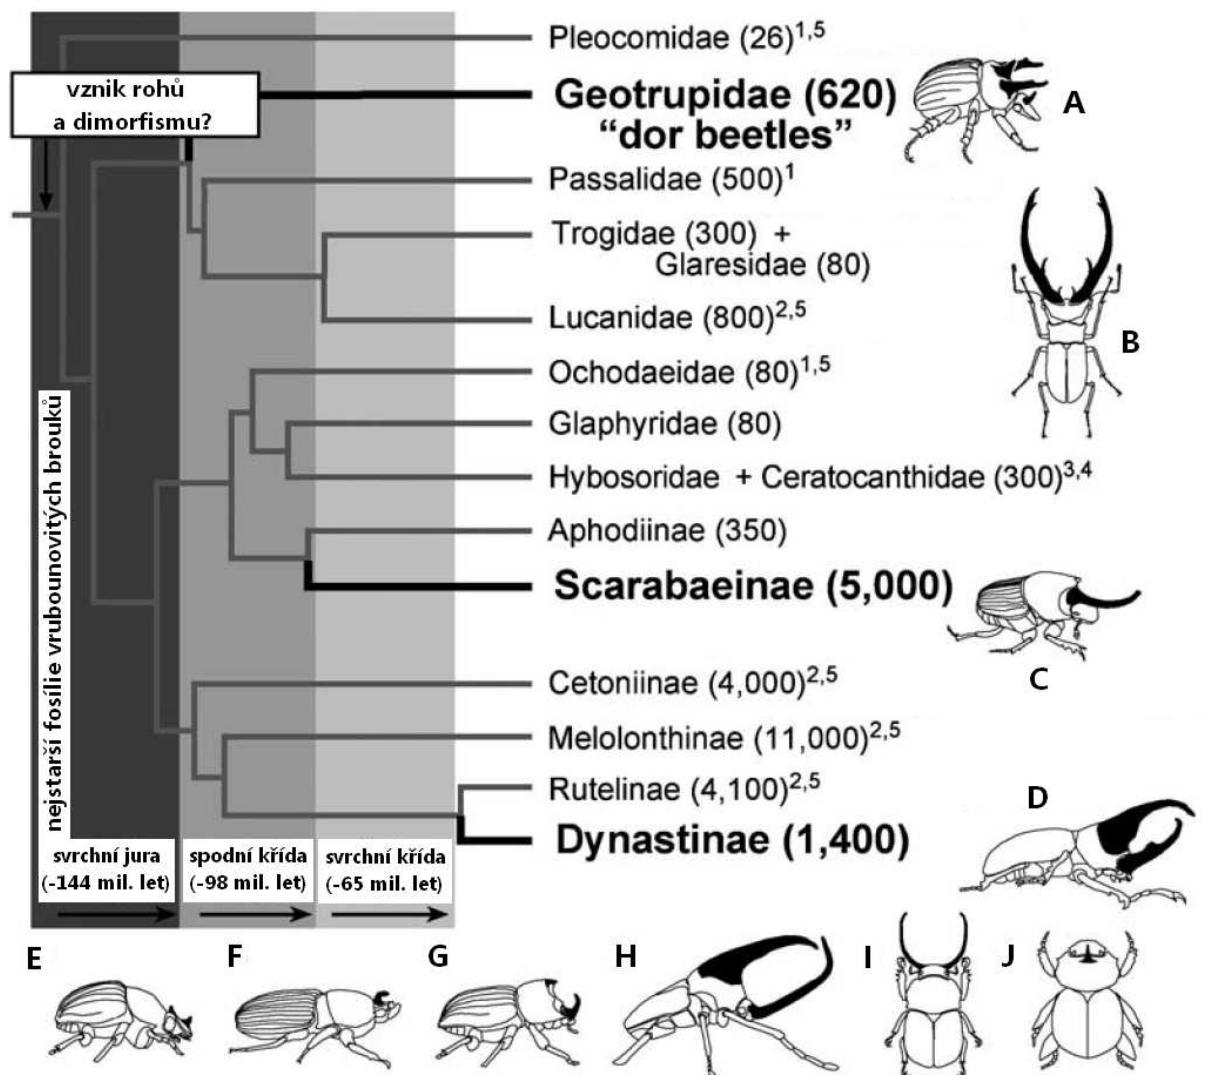 Pleocomidae (26)1,5
vznik rohů
a dimorfismu?
Geotrupidae (620)
“dor beetles”
A
Passalidae (500)1
Trogidae (300) +
Glaresidae (80)
Lucanidae (800)2,5
B
Ochodaeidae (80)1,5
Glaphyridae (80)
Hybosoridae + Ceratocanthidae (300)3,4
Aphodiinae (350)
Scarabaeinae (5,000)
C
nejstarší fosílie vrubounovitých brouků
Cetoniinae (4,000)2,5
Melolonthinae (11,000)2,5
Rutelinae (4,100)2,5
D
Dynastinae (1,400)
svrchní jura
(-144 mil. let)
spodní křída
(-98 mil. let)
svrchní křída
(-65 mil. let)
E
F
G
H
I
J